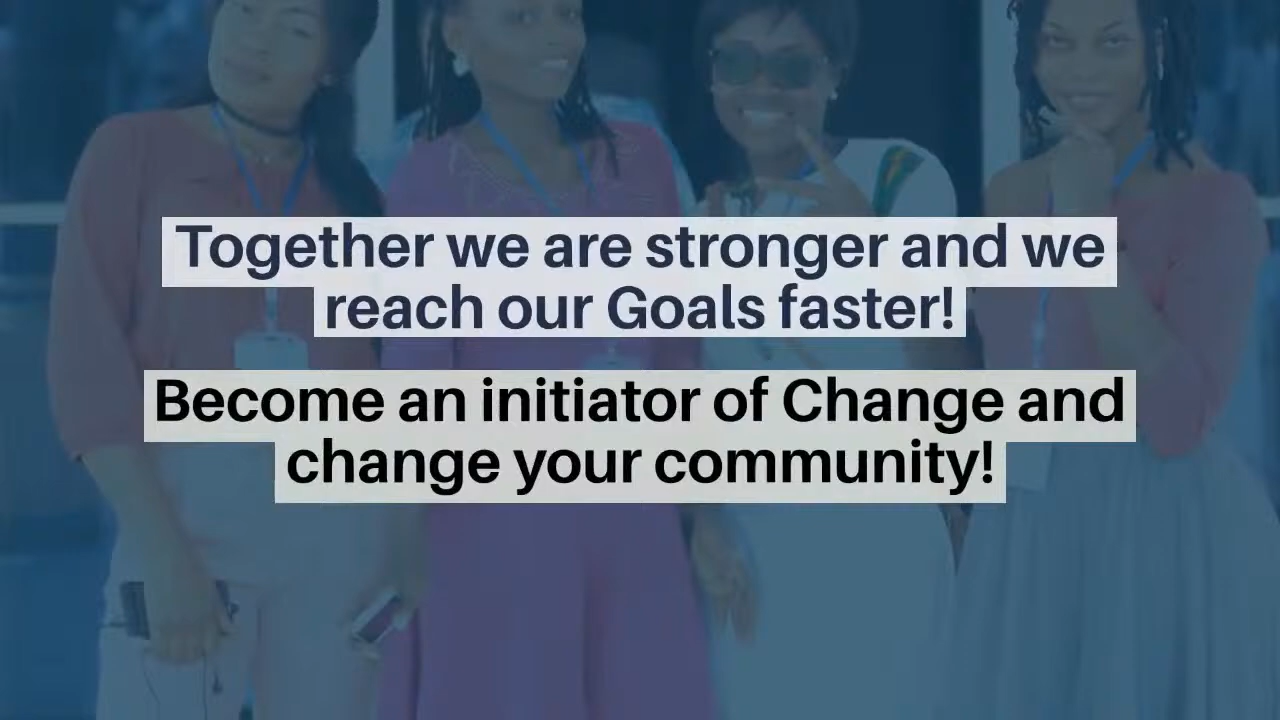 Together we are stronger and we
reach our Goals faster!
Become an initiator of Change and
change your community!